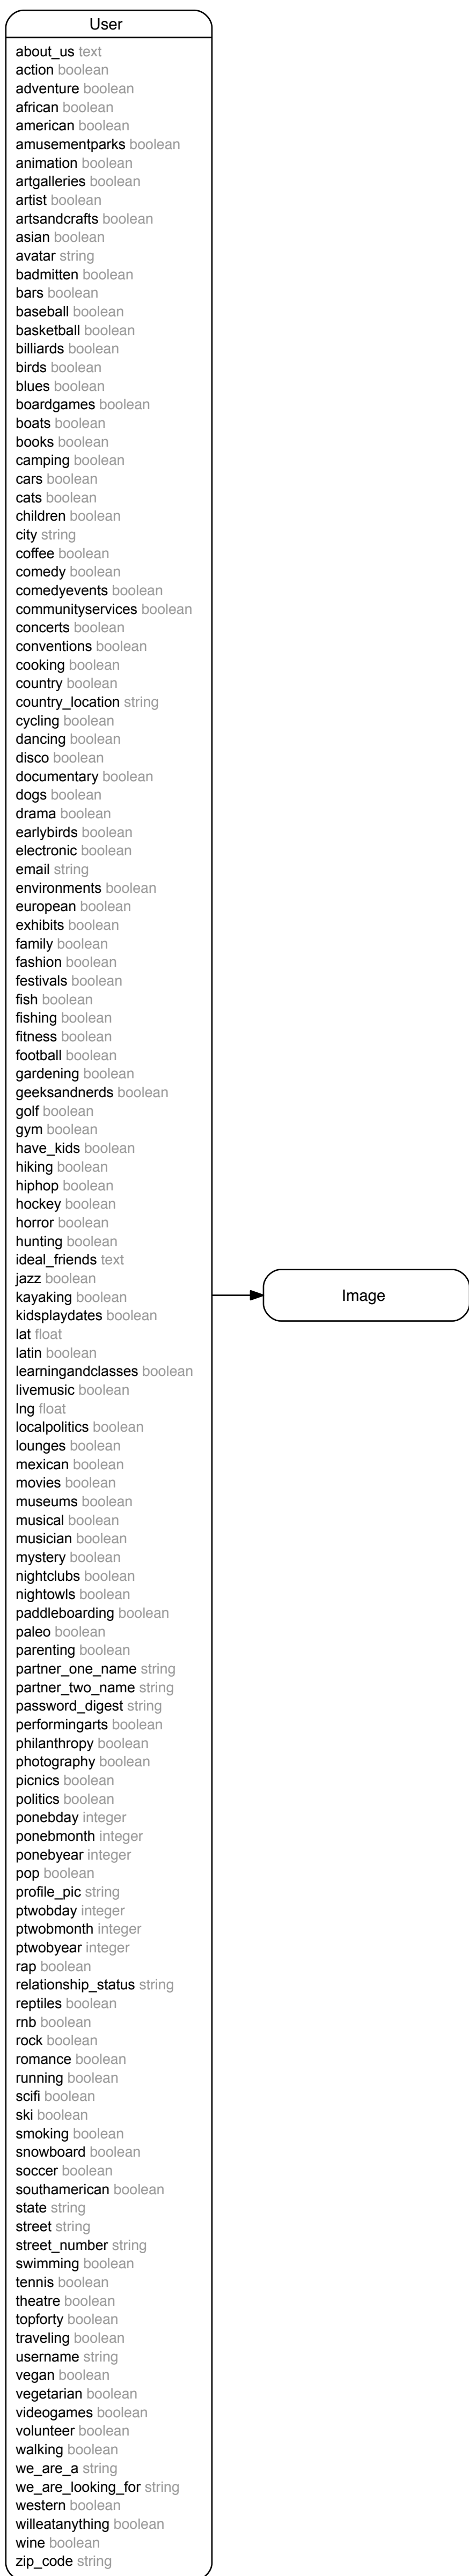 User
about_us text
action boolean
adventure boolean
african boolean
american boolean
amusementparks boolean
animation boolean
artgalleries boolean
artist boolean
artsandcrafts boolean
asian boolean
avatar string
badmitten boolean
bars boolean
baseball boolean
basketball boolean
billiards boolean
birds boolean
blues boolean
boardgames boolean
boats boolean
books boolean
camping boolean
cars boolean
cats boolean
children boolean
city string
coffee boolean
comedy boolean
comedyevents boolean
communityservices boolean
concerts boolean
conventions boolean
cooking boolean
country boolean
country_location string
cycling boolean
dancing boolean
disco boolean
documentary boolean
dogs boolean
drama boolean
earlybirds boolean
electronic boolean
email string
environments boolean
european boolean
exhibits boolean
family boolean
fashion boolean
festivals boolean
fish boolean
fishing boolean
fitness boolean
football boolean
gardening boolean
geeksandnerds boolean
golf boolean
gym boolean
have_kids boolean
hiking boolean
hiphop boolean
hockey boolean
horror boolean
hunting boolean
ideal_friends text
jazz boolean
kayaking boolean
kidsplaydates boolean
lat float
latin boolean
learningandclasses boolean
livemusic boolean
lng float
localpolitics boolean
lounges boolean
mexican boolean
movies boolean
museums boolean
musical boolean
musician boolean
mystery boolean
nightclubs boolean
nightowls boolean
paddleboarding boolean
paleo boolean
parenting boolean
partner_one_name string
partner_two_name string
password_digest string
performingarts boolean
philanthropy boolean
photography boolean
picnics boolean
politics boolean
ponebday integer
ponebmonth integer
ponebyear integer
pop boolean
profile_pic string
ptwobday integer
ptwobmonth integer
ptwobyear integer
rap boolean
relationship_status string
reptiles boolean
rnb boolean
rock boolean
romance boolean
running boolean
scifi boolean
ski boolean
smoking boolean
snowboard boolean
soccer boolean
southamerican boolean
state string
street string
street_number string
swimming boolean
tennis boolean
theatre boolean
topforty boolean
traveling boolean
username string
vegan boolean
vegetarian boolean
videogames boolean
volunteer boolean
walking boolean
we_are_a string
we_are_looking_for string
western boolean
willeatanything boolean
wine boolean
zip_code string
Image